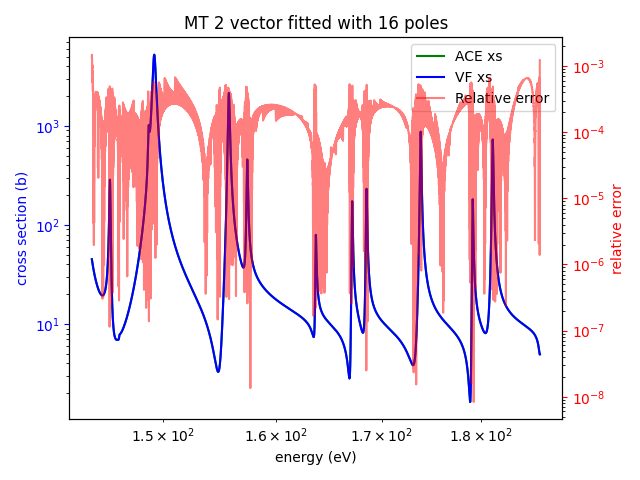 MT 2 vector fitted with 16 poles
ACE xs
VF xs
Relative error
cross section (b)
10³
10²
10¹
relative error
10⁻³
10⁻⁴
10⁻⁵
10⁻⁶
10⁻⁷
10⁻⁸
1.5 × 10² 1.6 × 10² 1.7 × 10² 1.8 × 10²
energy (eV)